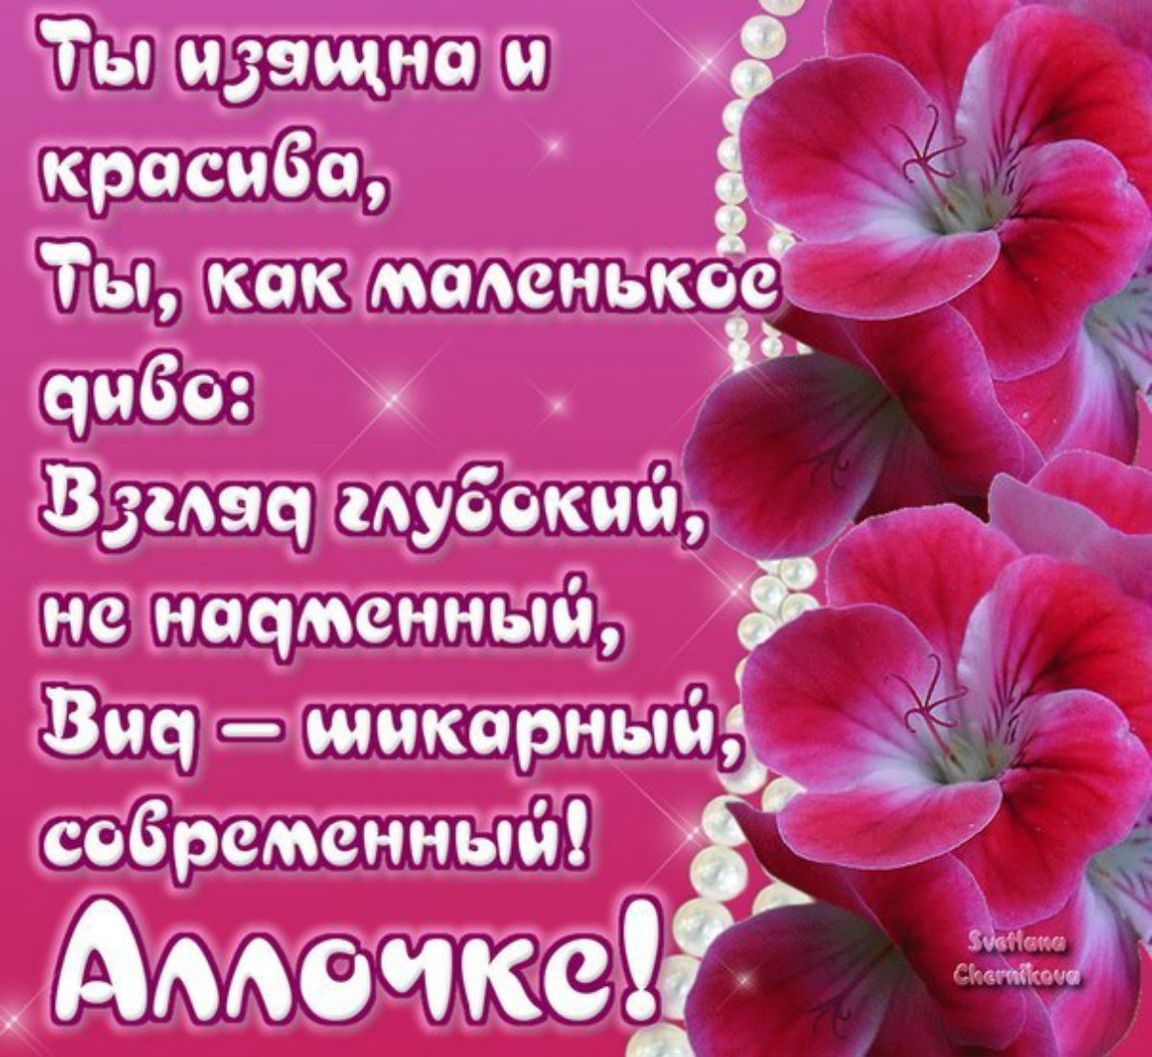 Ты изящна и
красива,
Ты, как маленькое
диво:
Взгляд глубокий,
не надменный,
Вид – шикарный,
современный!
Аллочке!
Svetlana
Chernikova